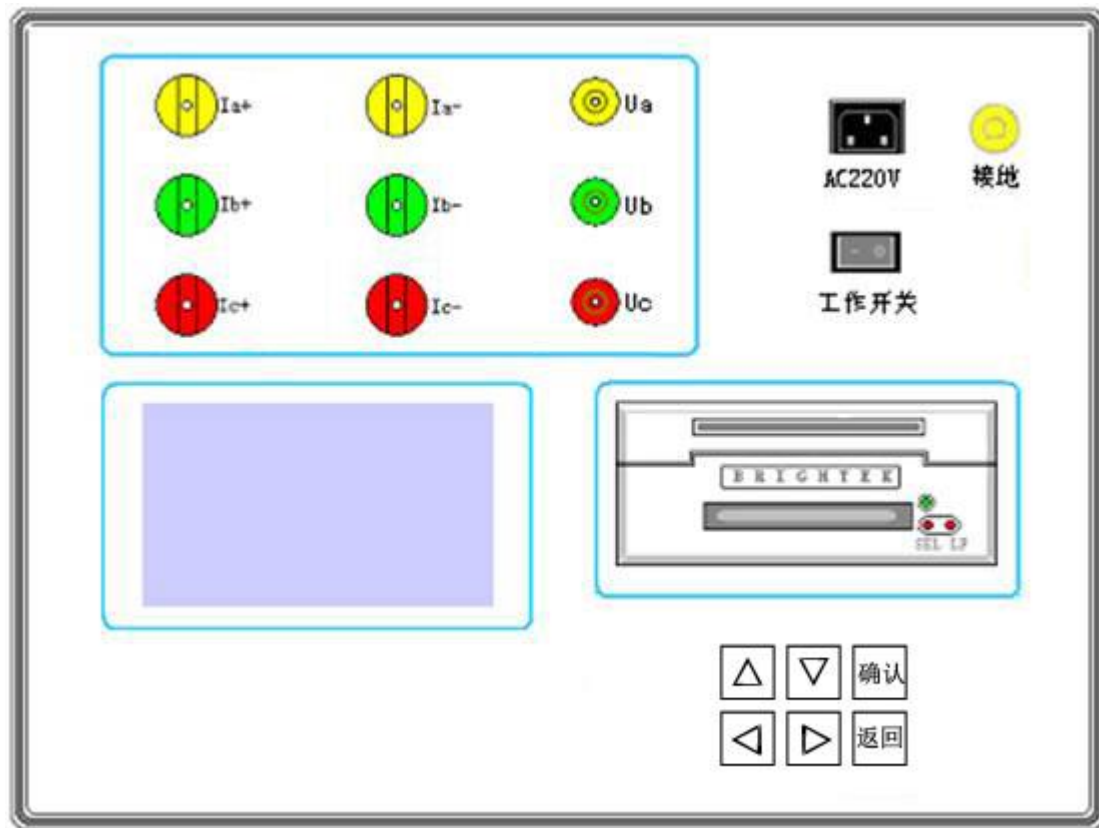 Ia+ Ia- Ua
AC220V 接地
Ib+ Ib- Ub
Ic+ Ic- Uc
工作开关
BRIGHTEK
SEL LF
确认
返回